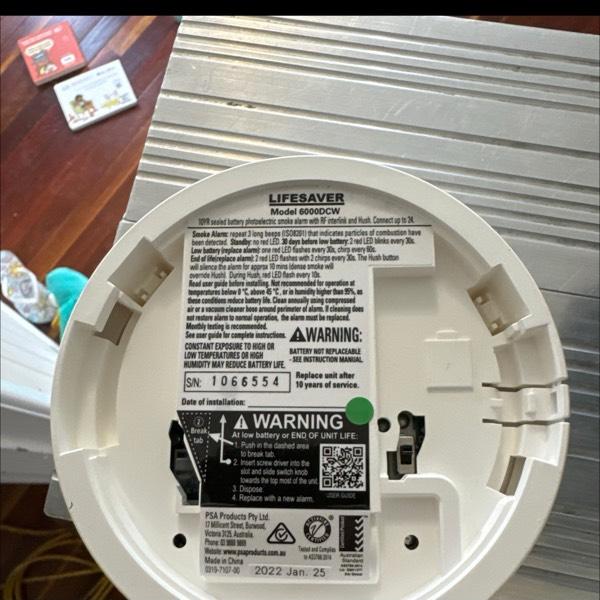 LIFESAVER
Model 6000DCW
10YR sealed battery photoelectric smoke alarm with RF interlink and Hush. Connect up to 24.
Smoke Alarm: repeat 3 long beeps (ISO8201) that indicates particles of combustion have
been detected. Standby: no red LED. 30 days before low battery: 2 red LED blinks every 30s.
Low battery (replace alarm): one red LED flashes every 30s, chirp every 60s.
End of life(replace alarm): 2 red LED flashes with 2 chirps every 30s. The Hush button
will silence the alarm for approx 10 mins (dense smoke will
override Hush). During Hush, red LED flash every 10s.
Read user guide before installing. Not recommended for operation at
temperatures below 0 °C, above 45 °C, or in humidity higher than 95%, as
these conditions reduce battery life. Clean annually using compressed
air or a vacuum cleaner hose around perimeter of alarm. If cleaning does
not restore alarm to normal operation, the alarm must be replaced.
Monthly testing is recommended.
See user guide for complete instructions.
CONSTANT EXPOSURE TO HIGH OR
LOW TEMPERATURES OR HIGH
HUMIDITY MAY REDUCE BATTERY LIFE.
WARNING:
BATTERY NOT REPLACEABLE
- SEE INSTRUCTION MANUAL.
S/N: 1066554
Replace unit after
10 years of service.
Date of installation:
2
Break
tab
WARNING
At low battery or END OF UNIT LIFE:
1. Push in the dashed area
to break tab.
2. Insert screw driver into the
slot and slide switch knob
towards the top most of the unit.
3. Dispose.
4. Replace with a new alarm.
USER GUIDE
PSA Products Pty Ltd.
17 Millicent Street, Burwood,
Victoria 3125, Australia.
Phone: 03 9888 9889
Website: www.psaproducts.com.au
Made in China
0319-7107-00
2022 Jan. 25
Tested and Complies
to AS3786:2014
Australian
Standard